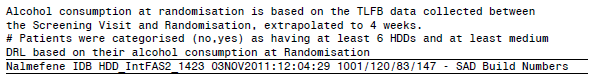 Alcohol consumption at randomisation is based on the TLFB data collected between
the Screening Visit and Randomisation, extrapolated to 4 weeks.
# Patients were categorised (no,yes) as having at least 6 HDDs and at least medium
DRL based on their alcohol consumption at Randomisation
Nalmefene IDB HDD_IntFAS2_1423 03NOV2011:12:04:29 1001/120/83/147 - SAD Build Numbers